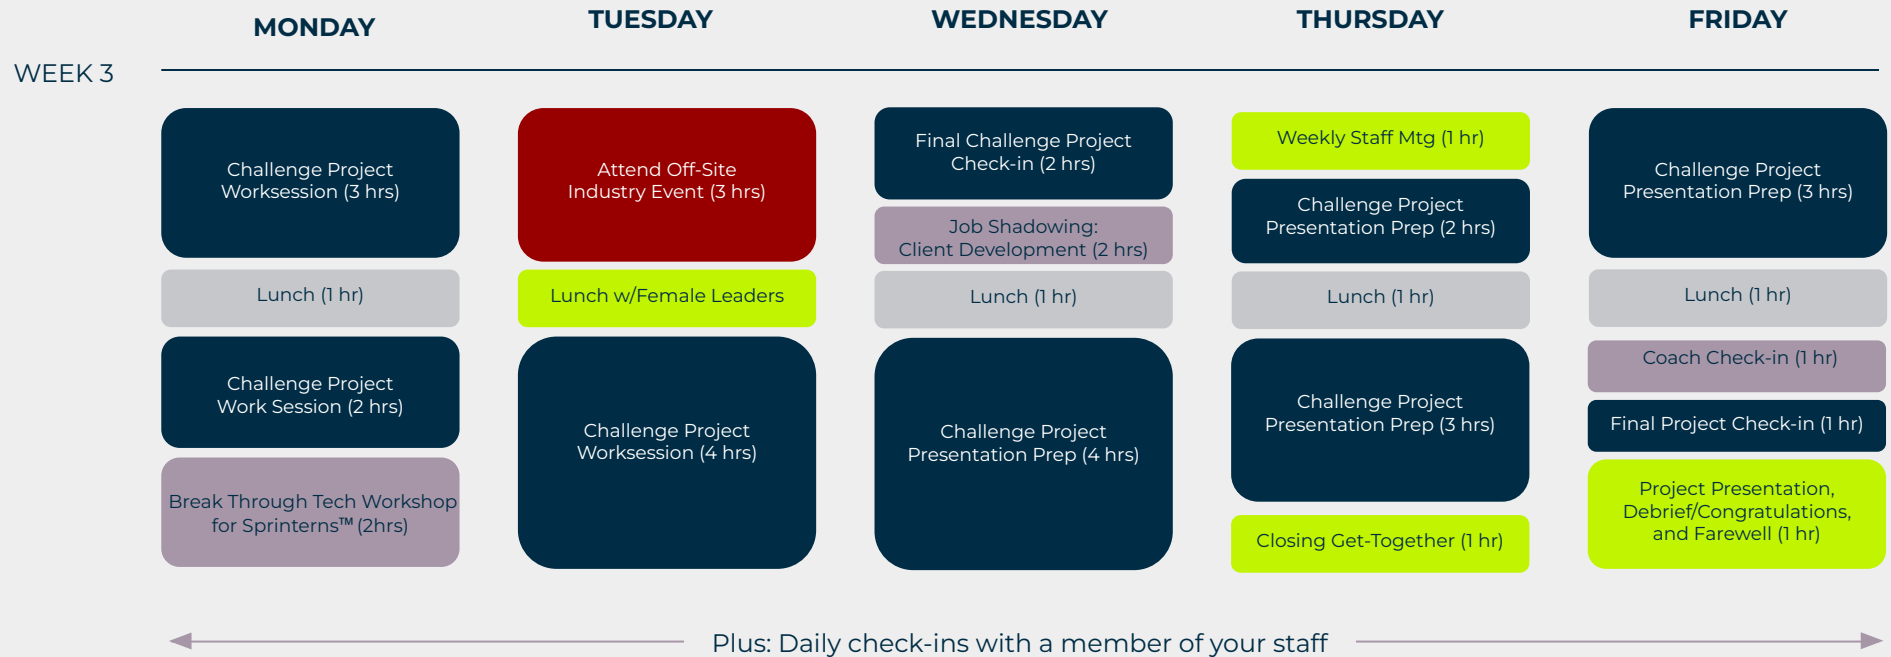 MONDAY
TUESDAY
WEDNESDAY
THURSDAY
FRIDAY
WEEK 3
Challenge Project
Worksession (3 hrs)
Lunch (1 hr)
Challenge Project
Work Session (2 hrs)
Break Through Tech Workshop
for Sprinterns™ (2hrs)
Attend Off-Site
Industry Event (3 hrs)
Lunch w/Female Leaders
Challenge Project
Worksession (4 hrs)
Final Challenge Project
Check-in (2 hrs)
Job Shadowing:
Client Development (2 hrs)
Lunch (1 hr)
Challenge Project
Presentation Prep (4 hrs)
Weekly Staff Mtg (1 hr)
Challenge Project
Presentation Prep (2 hrs)
Lunch (1 hr)
Challenge Project
Presentation Prep (3 hrs)
Closing Get-Together (1 hr)
Challenge Project
Presentation Prep (3 hrs)
Lunch (1 hr)
Coach Check-in (1 hr)
Final Project Check-in (1 hr)
Project Presentation,
Debrief/Congratulations,
and Farewell (1 hr)
Plus: Daily check-ins with a member of your staff